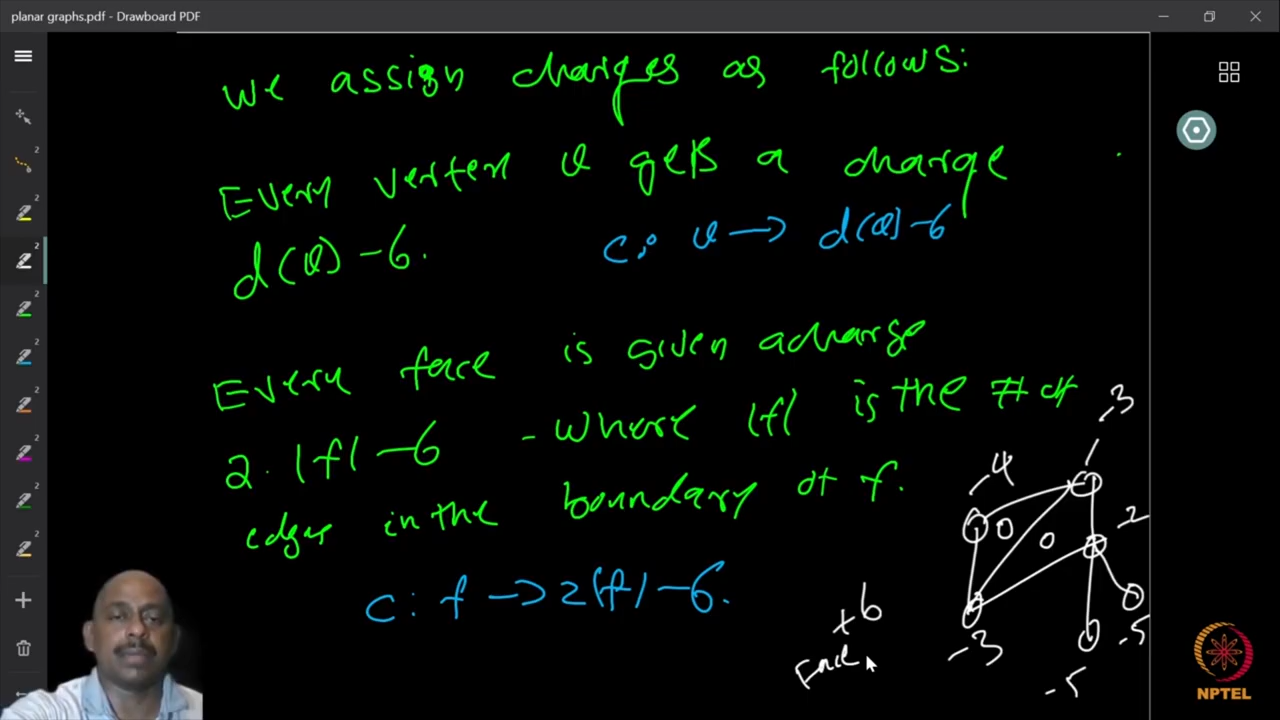 planar graphs.pdf - Drawboard PDF
We assign charges as follows:
Every vertex v gets a charge
d(v) - 6.
c: v → d(v) - 6
Every face is given a charge
2. |f| - 6 - Where |f| is the # of
edges in the boundary of f.
c: f → 2|f| - 6.
-3
-4
0
0
-2
+6
Face
-3
-5
-5
NPTEL